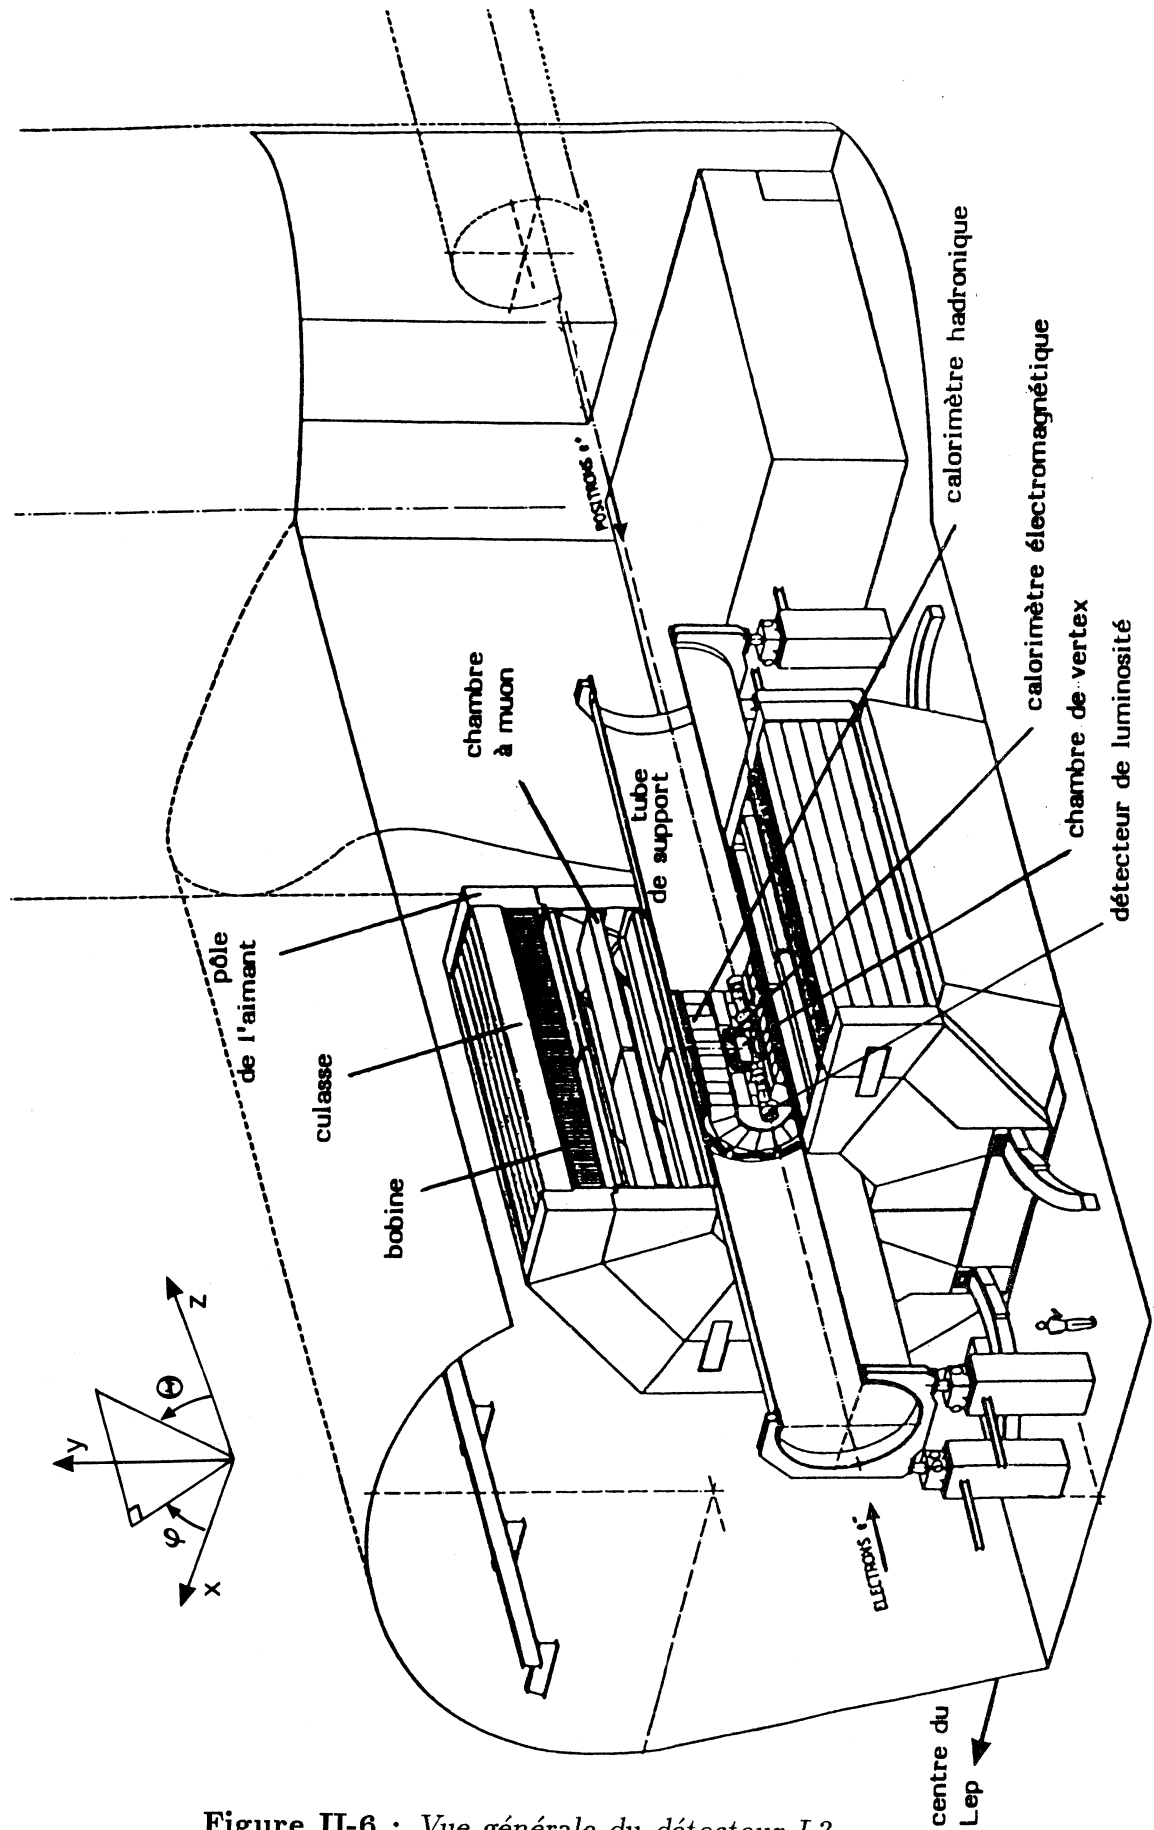 y
z
x
Θ
φ
pôle
de l'aimant
culasse
bobine
chambre
à muon
tube
de support
POSITRONS e⁺
ELECTRONS e⁻
calorimètre hadronique
calorimètre électromagnétique
chambre de vertex
détecteur de luminosité
centre du
Lep
Figure II-6 : Vue générale du détecteur L3